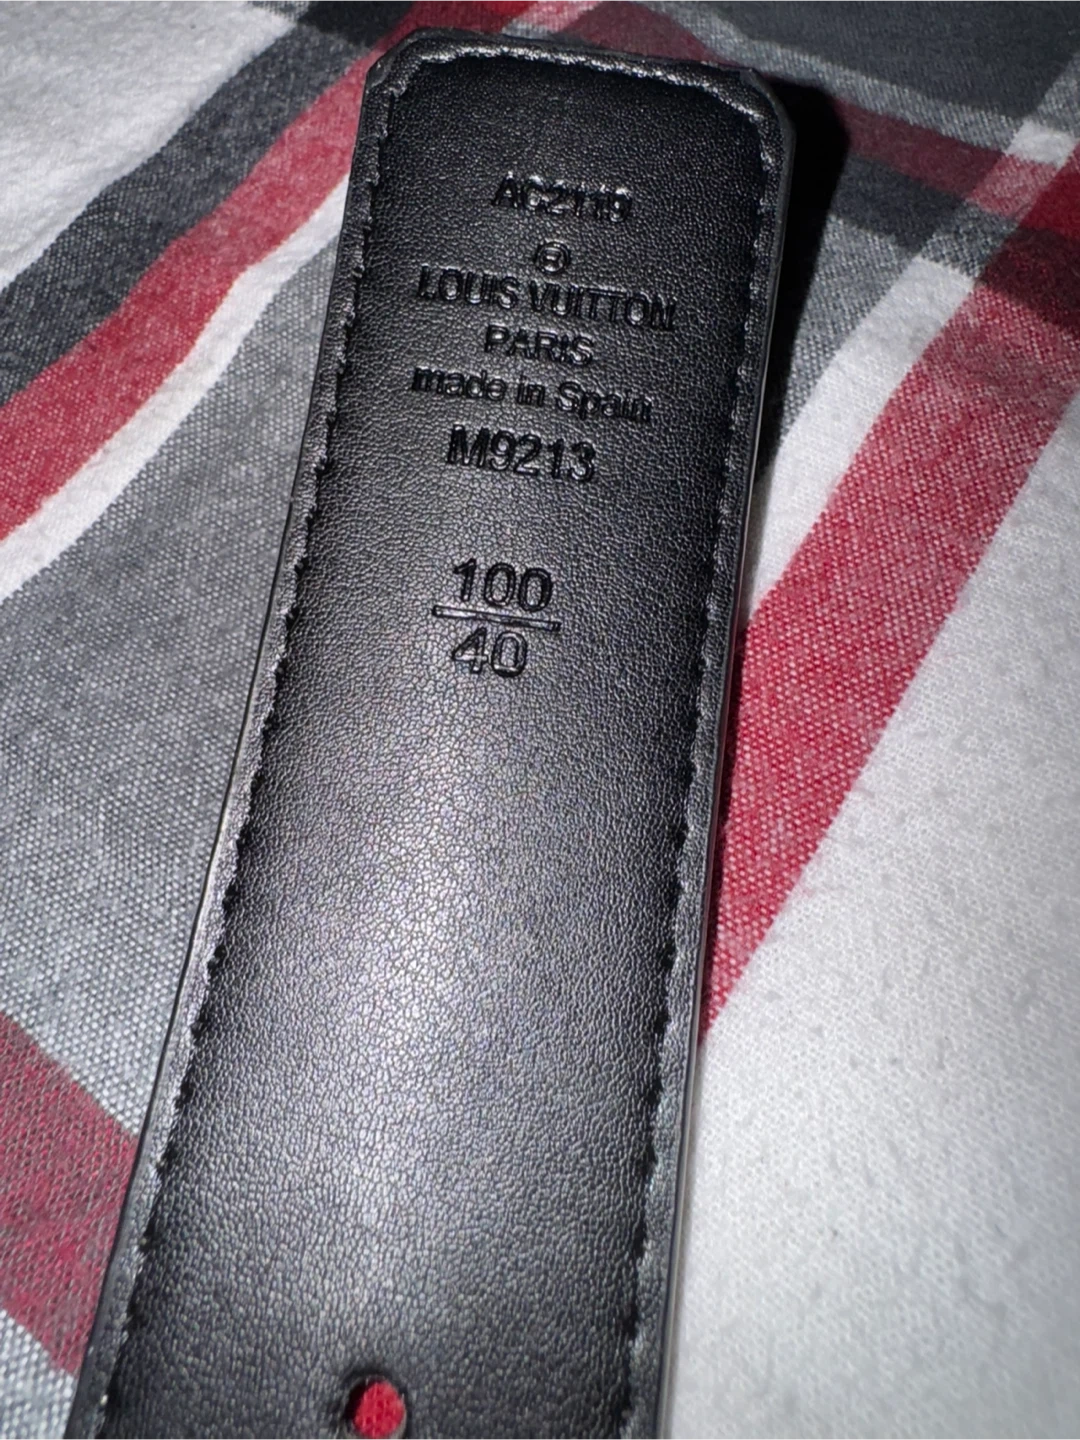 AC2119
®
LOUIS VUITTON
PARIS
made in Spain
M9213
100
40